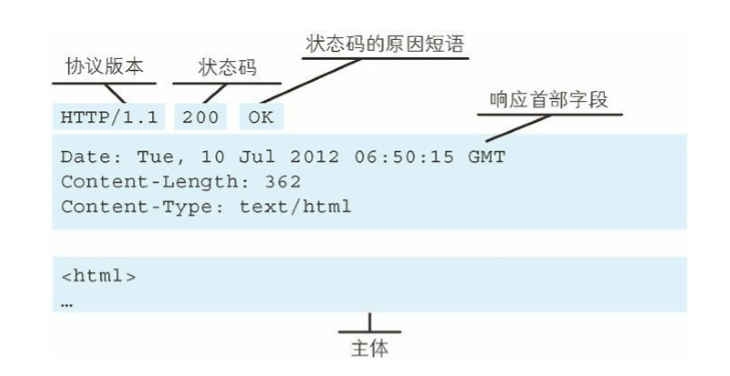 状态码的原因短语
协议版本 状态码
响应首部字段
HTTP/1.1 200 OK
Date: Tue, 10 Jul 2012 06:50:15 GMT
Content-Length: 362
Content-Type: text/html
<html>
…
主体